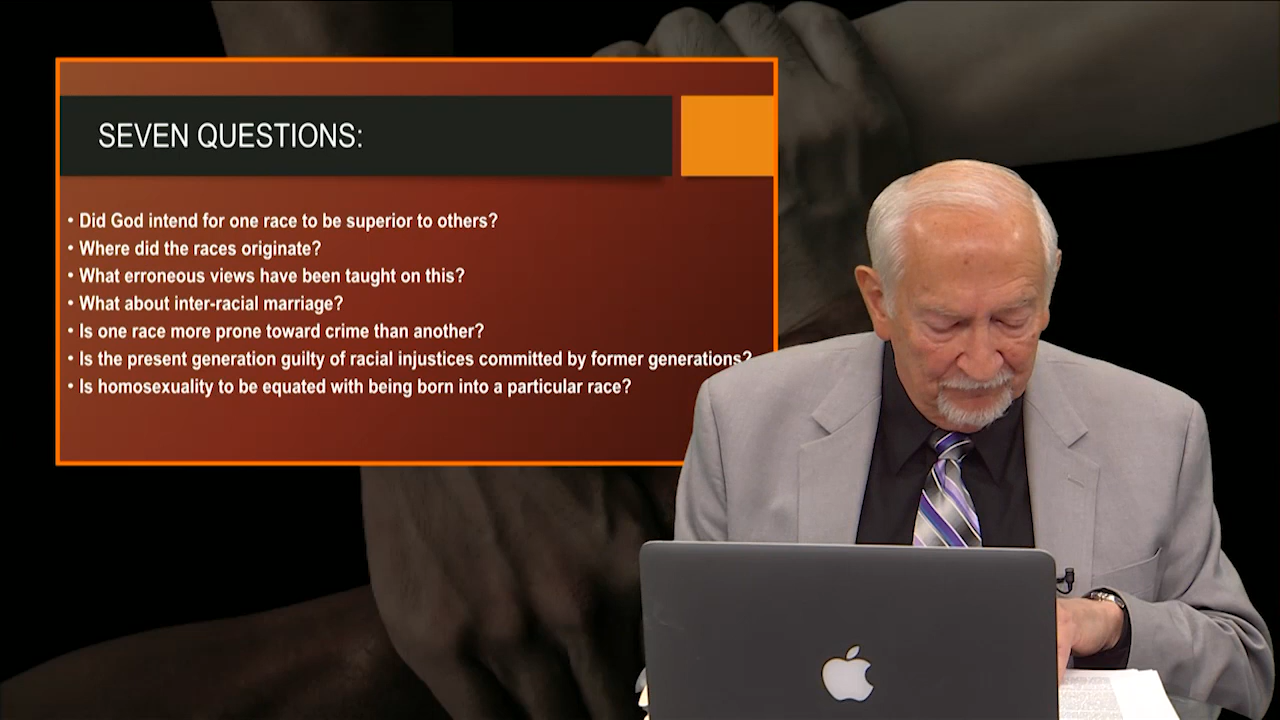 SEVEN QUESTIONS:
• Did God intend for one race to be superior to others?
• Where did the races originate?
• What erroneous views have been taught on this?
• What about inter-racial marriage?
• Is one race more prone toward crime than another?
• Is the present generation guilty of racial injustices committed by former generations?
• Is homosexuality to be equated with being born into a particular race?